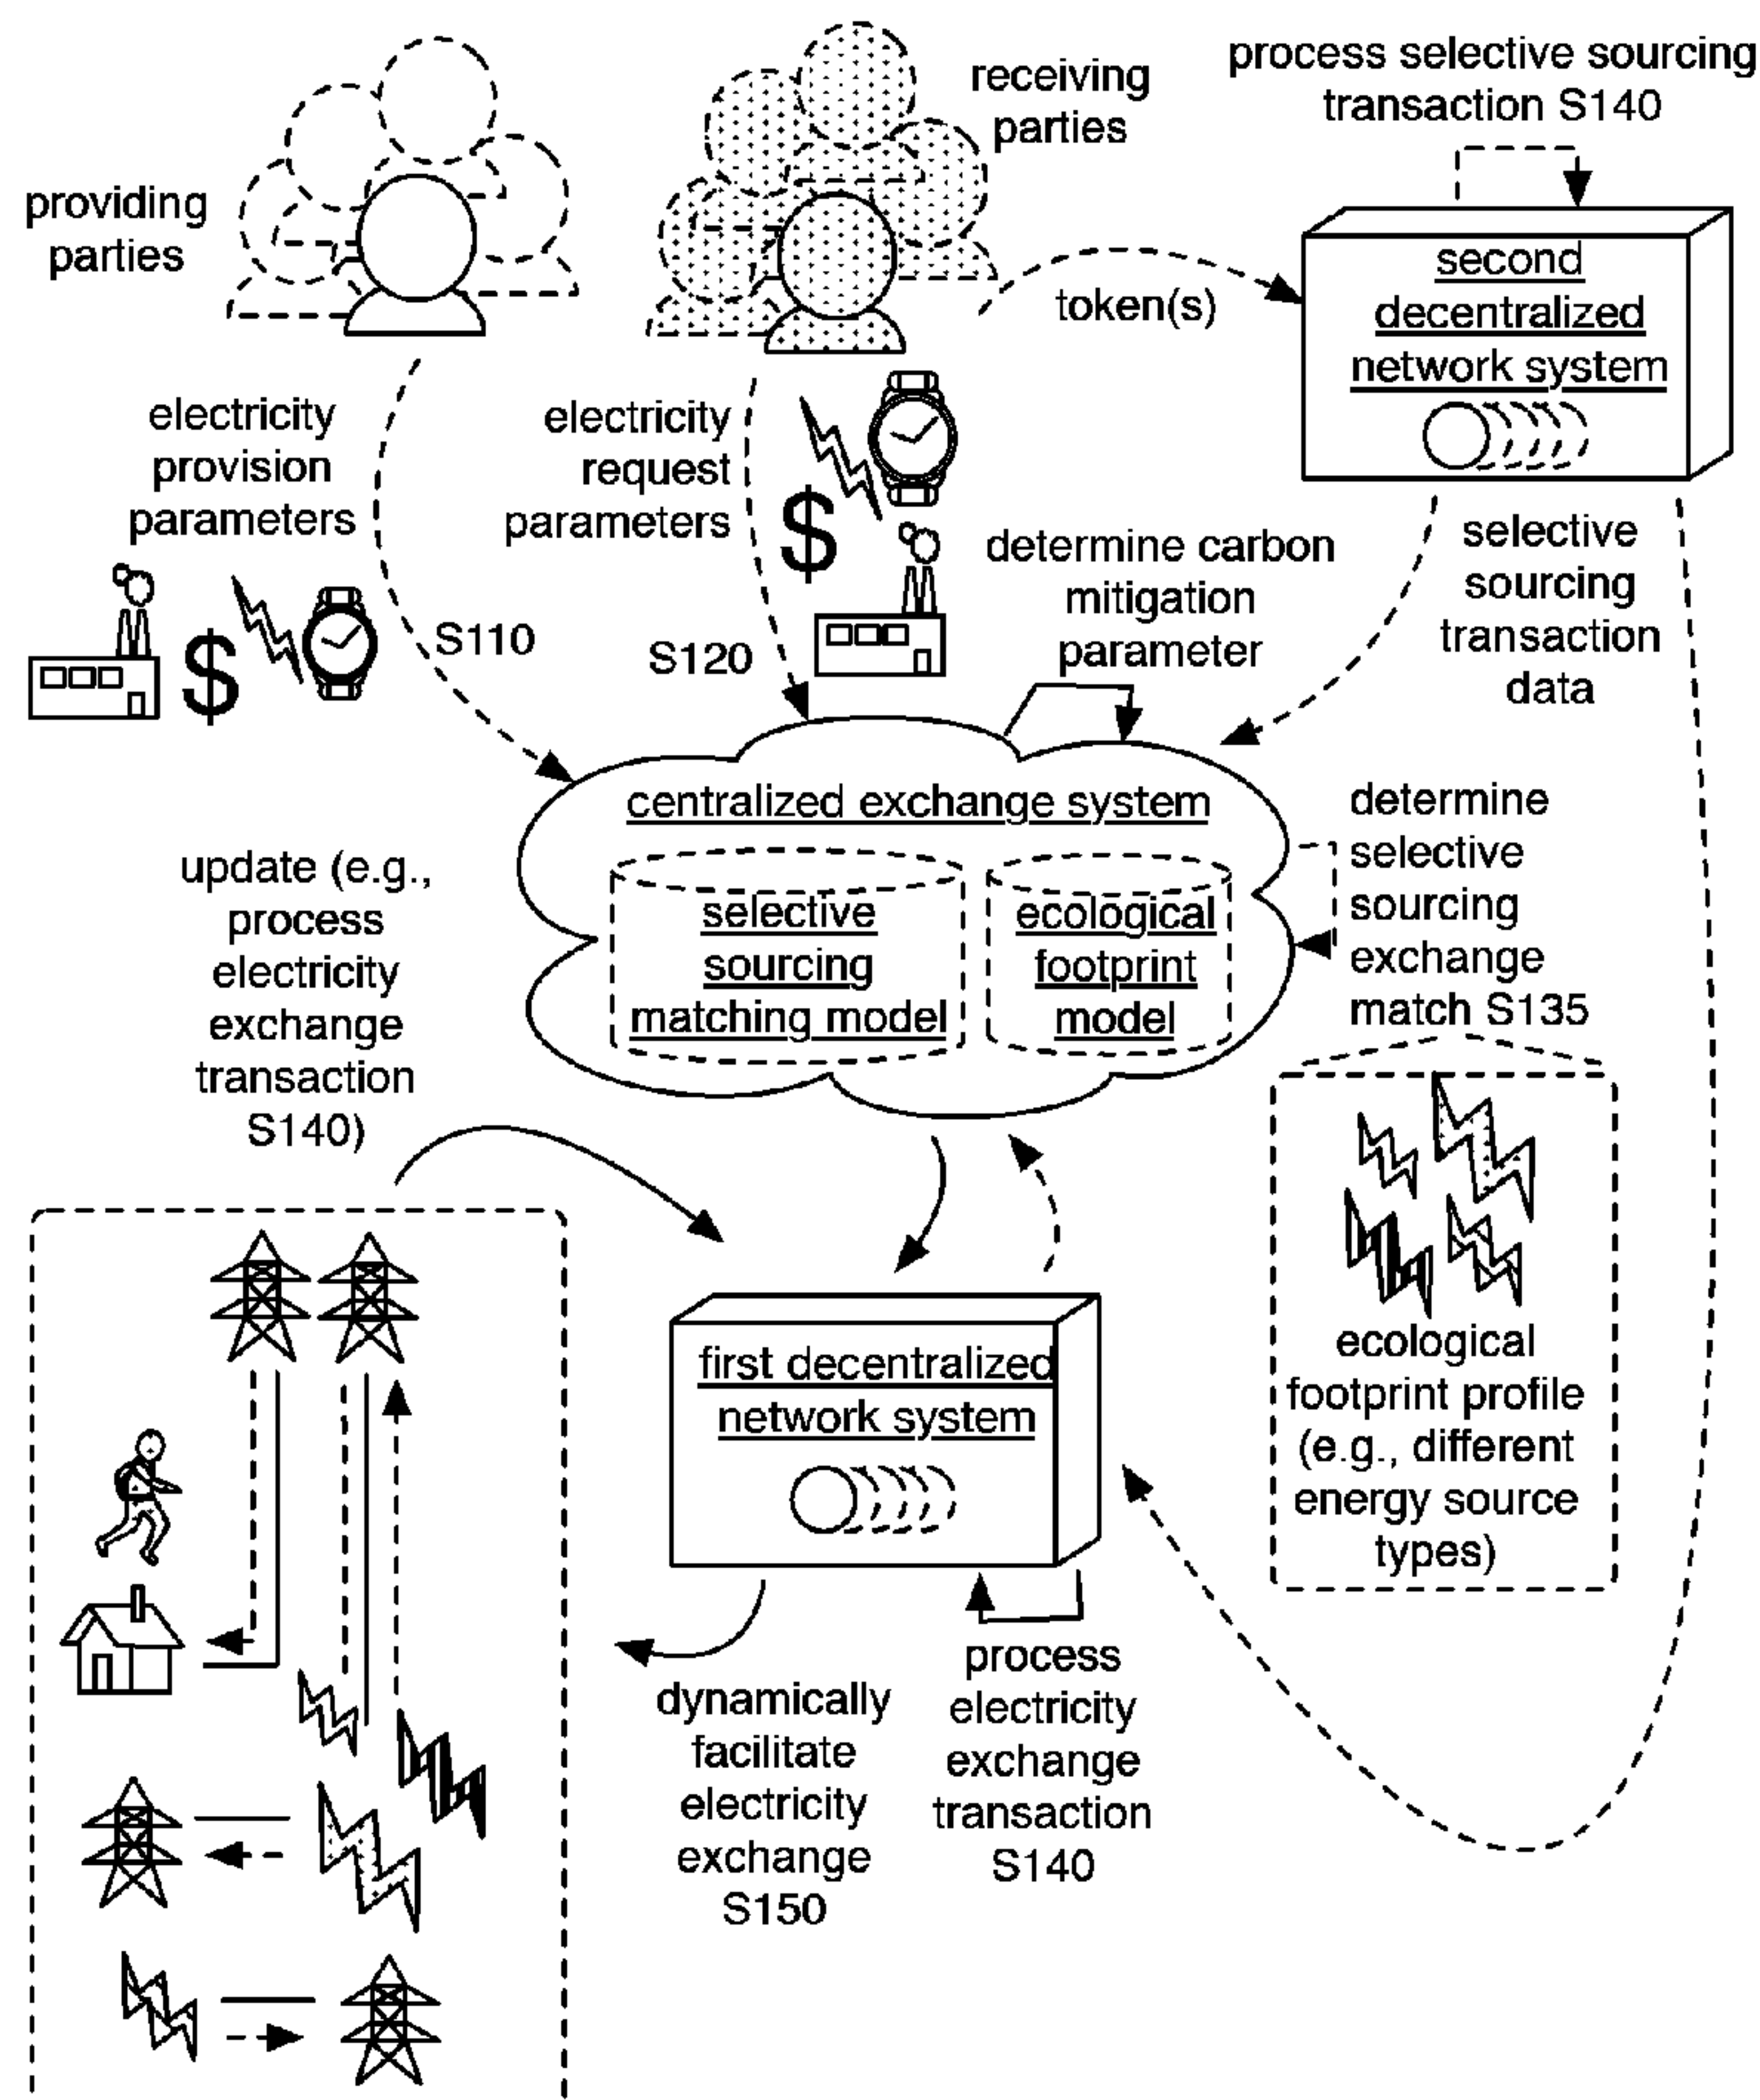 providing
parties
receiving
parties
process selective sourcing
transaction S140
token(s)
second
decentralized
network system
electricity
provision
parameters
$
S110
electricity
request
parameters
$
S120
determine carbon
mitigation
parameter
selective
sourcing
transaction
data
centralized exchange system
selective
sourcing
matching model
ecological
footprint
model
determine
selective
sourcing
exchange
match S135
update (e.g.,
process
electricity
exchange
transaction
S140)
first decentralized
network system
ecological
footprint profile
(e.g., different
energy source
types)
dynamically
facilitate
electricity
exchange
S150
process
electricity
exchange
transaction
S140